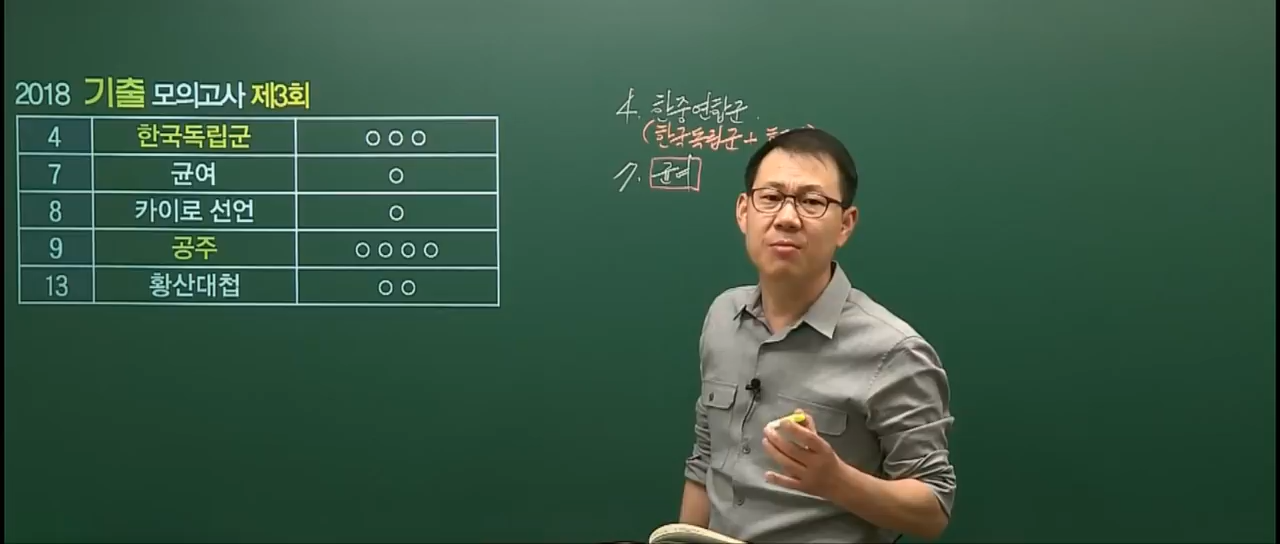 2018 기출 모의고사 제3회
4 한국독립군 ○○○
7 균여 ○
8 카이로 선언 ○
9 공주 ○○○○
13 황산대첩 ○○
4. 한중연합군.
(한국독립군 +
7. 균여